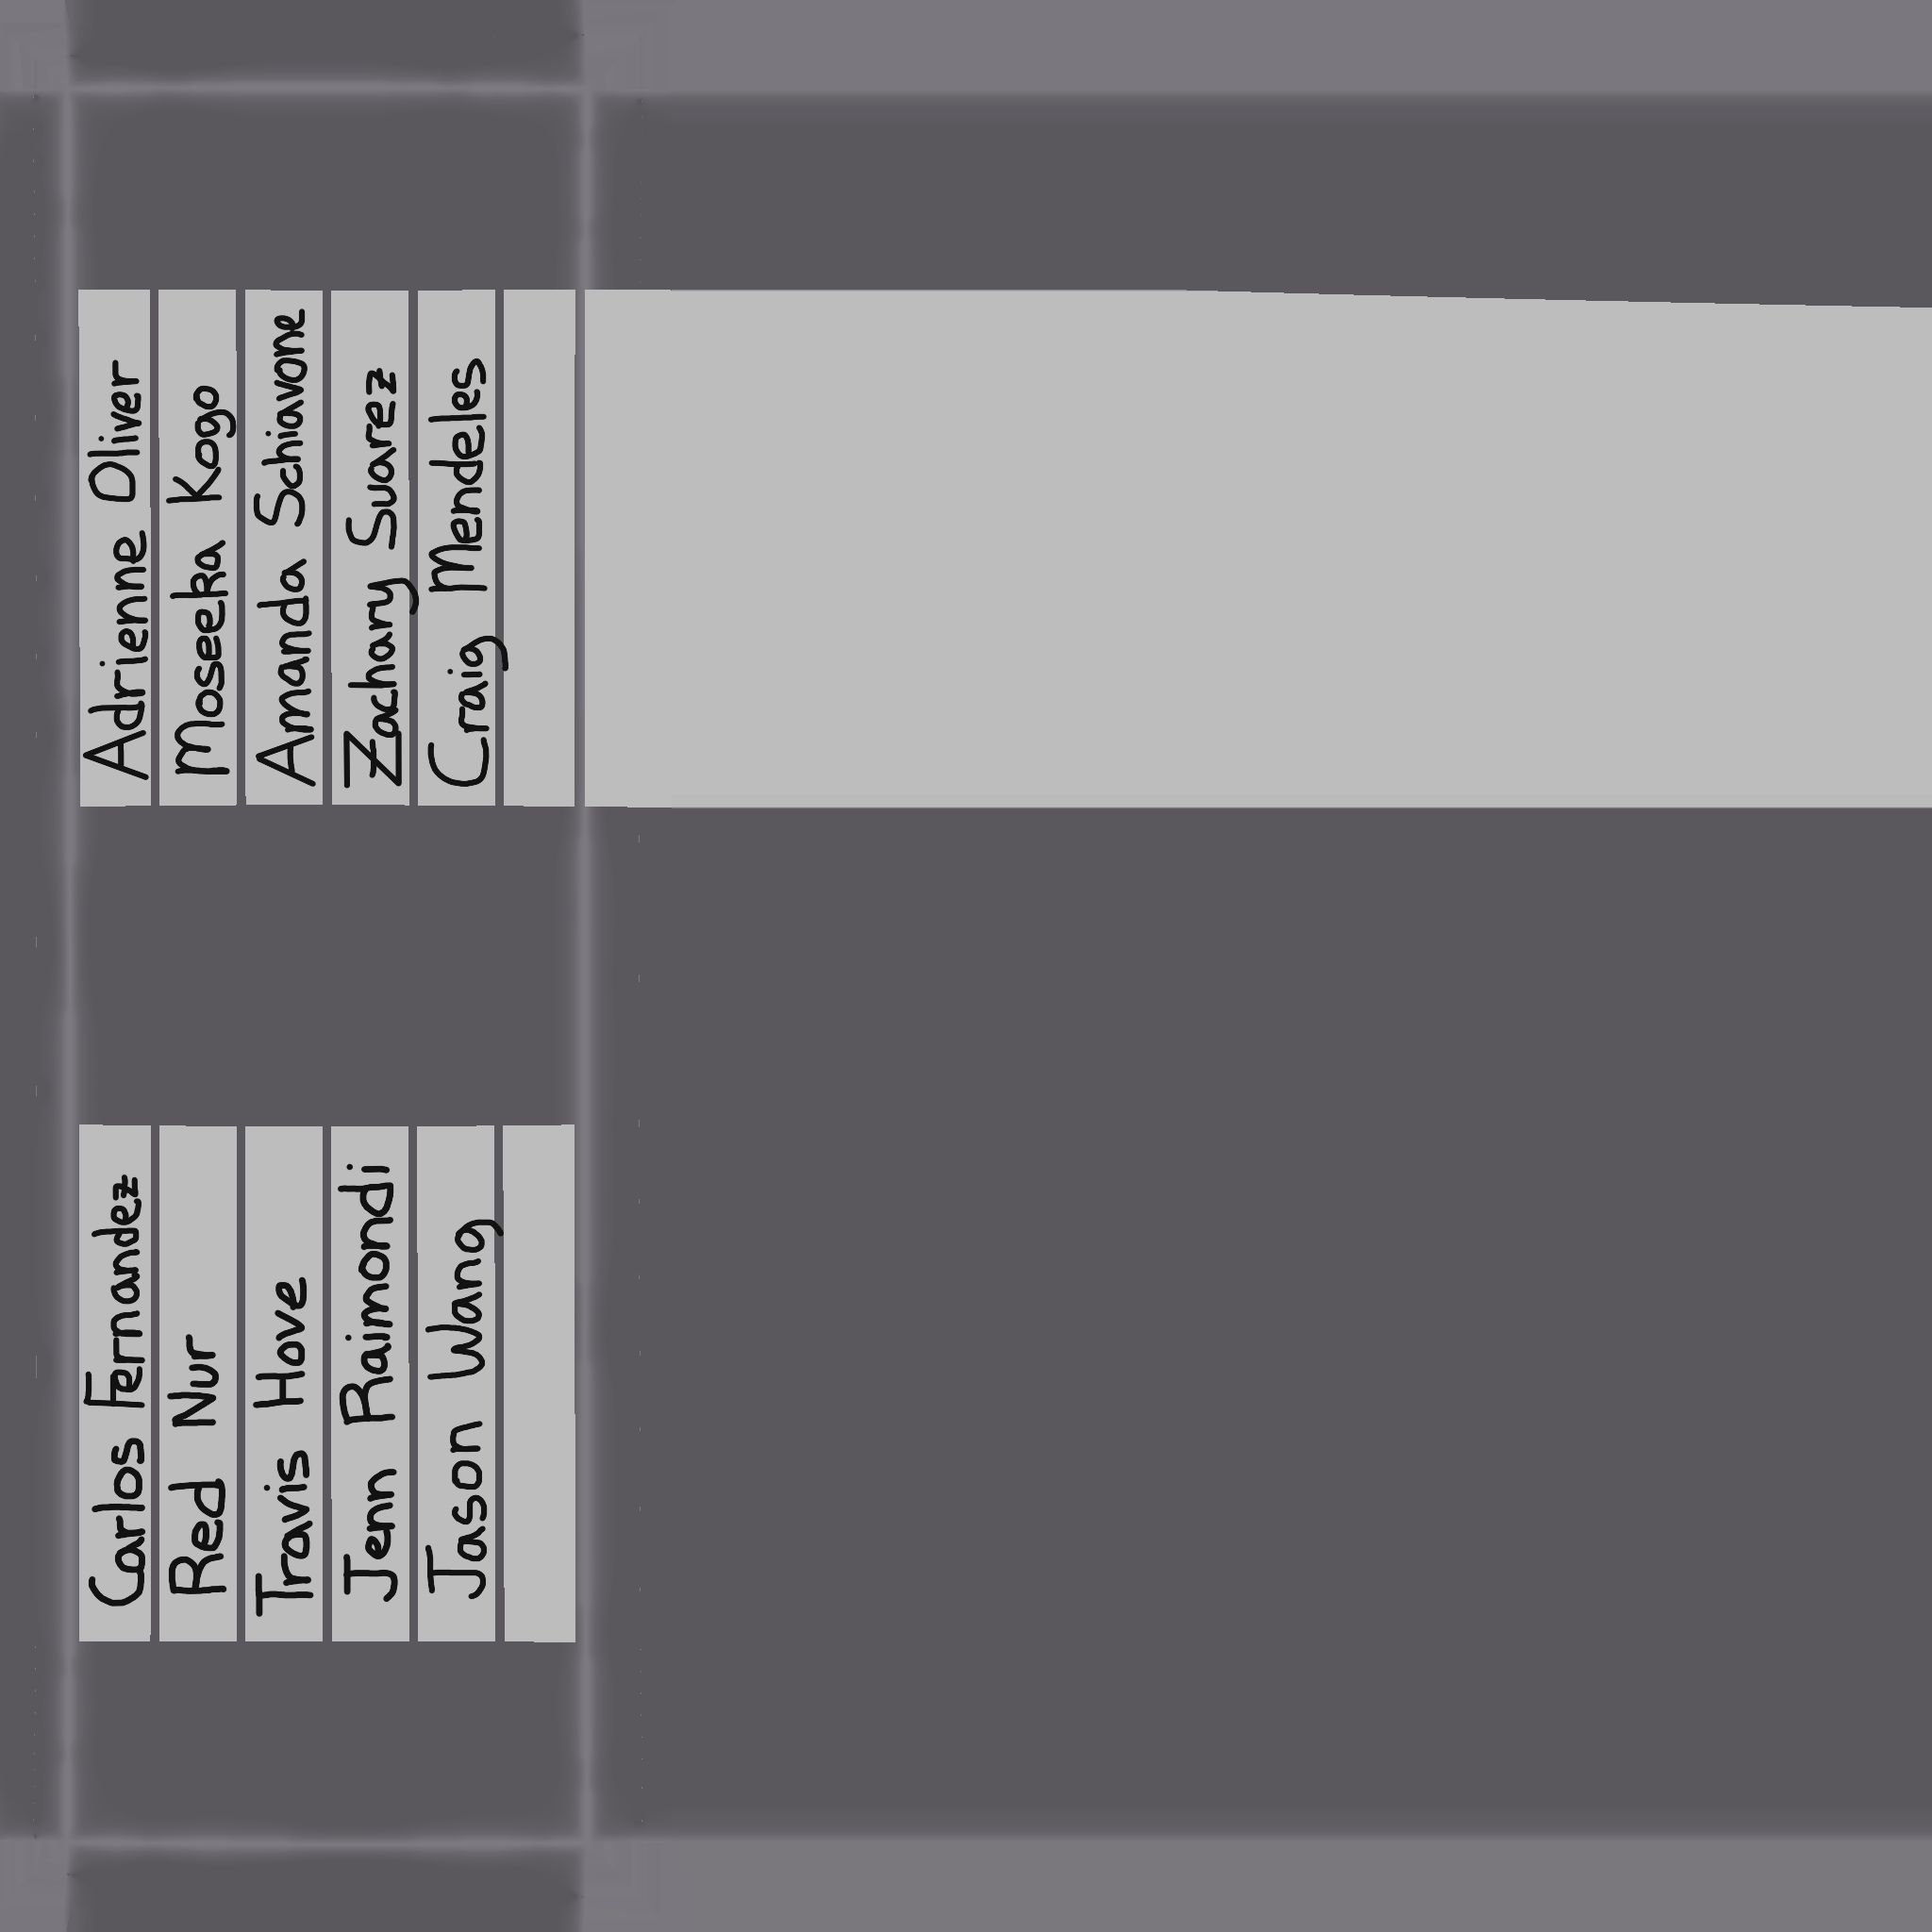 Adrienne Oliver
Moseeka Kogo
Amanda Schiavone
Zachary Suarez
Craig Mendeles
Carlos Fernandez
Red Nur
Travis Hove
Jenn Raimondi
Jason Wang